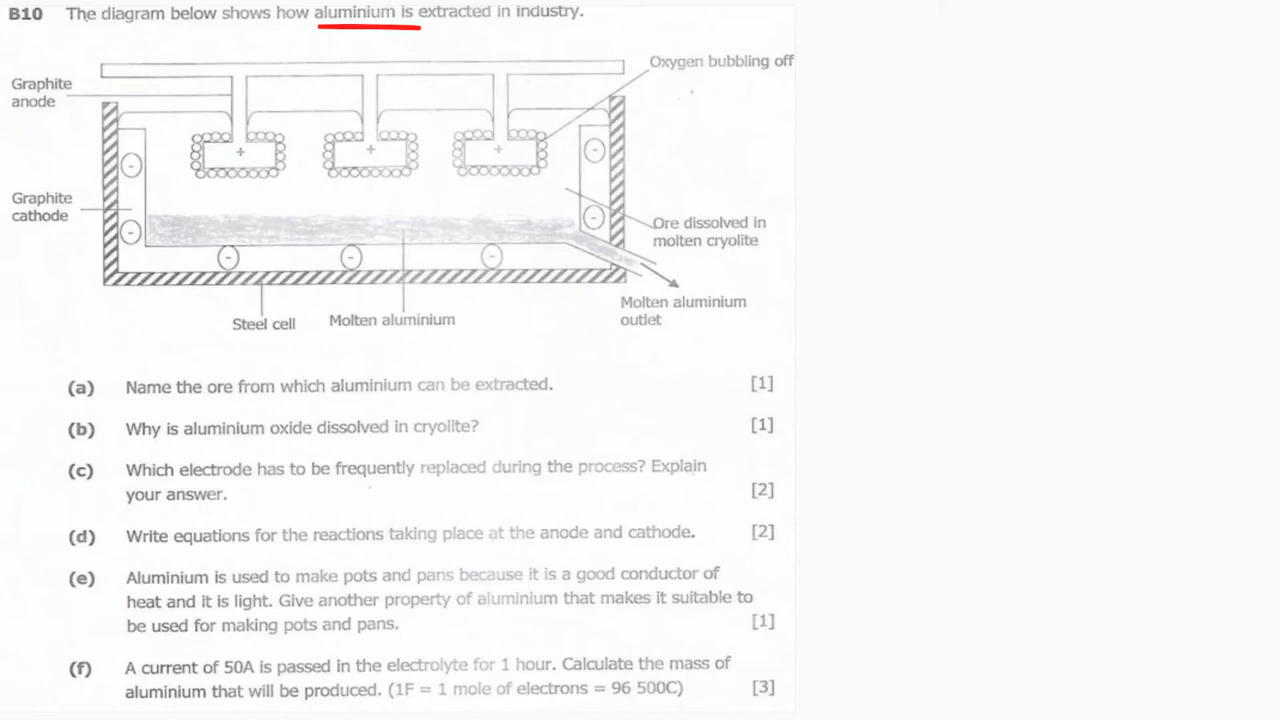 B10 The diagram below shows how aluminium is extracted in industry.
Oxygen bubbling off
Graphite
anode
+ + +
- -
Graphite
cathode
- -
Ore dissolved in
molten cryolite
- - -
Molten aluminium
outlet
Steel cell Molten aluminium
(a) Name the ore from which aluminium can be extracted. [1]
(b) Why is aluminium oxide dissolved in cryolite? [1]
(c) Which electrode has to be frequently replaced during the process? Explain
your answer. [2]
(d) Write equations for the reactions taking place at the anode and cathode. [2]
(e) Aluminium is used to make pots and pans because it is a good conductor of
heat and it is light. Give another property of aluminium that makes it suitable to
be used for making pots and pans. [1]
(f) A current of 50A is passed in the electrolyte for 1 hour. Calculate the mass of
aluminium that will be produced. (1F = 1 mole of electrons = 96 500C) [3]